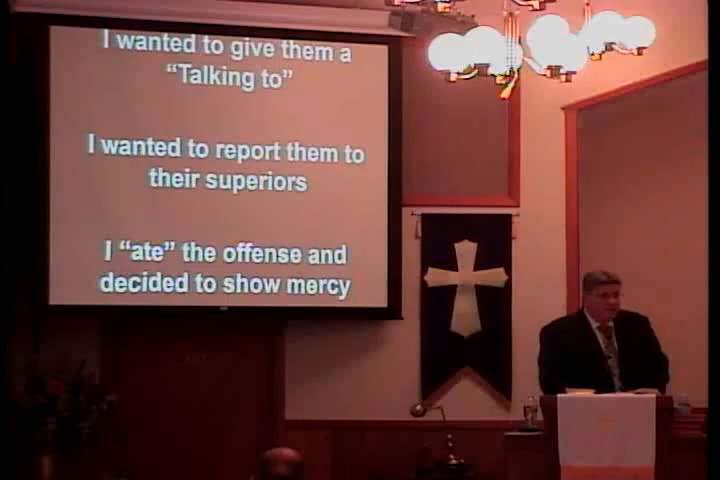 I wanted to give them a
“Talking to”
I wanted to report them to
their superiors
I “ate” the offense and
decided to show mercy